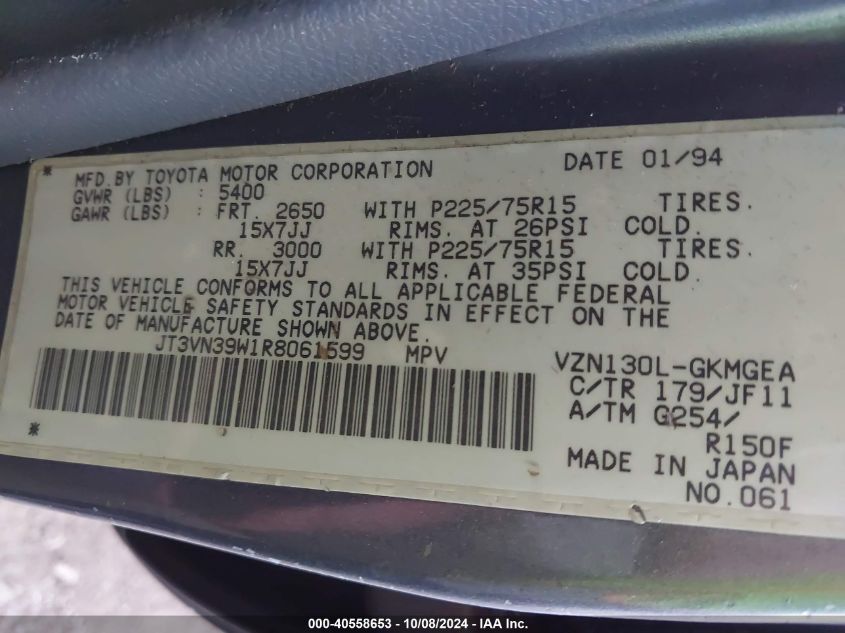 MFD. BY TOYOTA MOTOR CORPORATION DATE 01/94
GVWR (LBS) : 5400
GAWR (LBS) : FRT. 2650 WITH P225/75R15 TIRES.
15X7JJ RIMS. AT 26PSI COLD.
RR. 3000 WITH P225/75R15 TIRES.
15X7JJ RIMS. AT 35PSI COLD
THIS VEHICLE CONFORMS TO ALL APPLICABLE FEDERAL
MOTOR VEHICLE SAFETY STANDARDS IN EFFECT ON THE
DATE OF MANUFACTURE SHOWN ABOVE.
JT3VN39W1R8061599 MPV
VZN130L-GKMGEA
C/TR 179/JF11
A/TM G254/
R150F
MADE IN JAPAN
NO.061
000-40558653 - 10/08/2024 - IAA Inc.